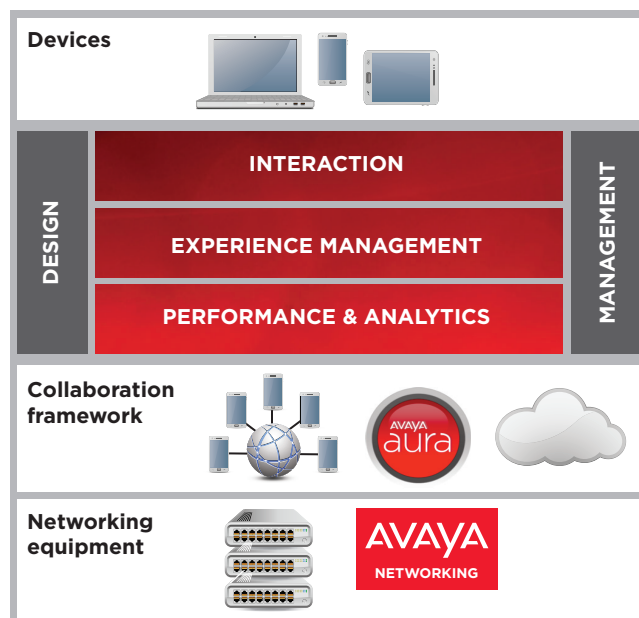 Devices
DESIGN
INTERACTION
EXPERIENCE MANAGEMENT
PERFORMANCE & ANALYTICS
MANAGEMENT
Collaboration
framework
AVAYA
aura
Networking
equipment
AVAYA
NETWORKING